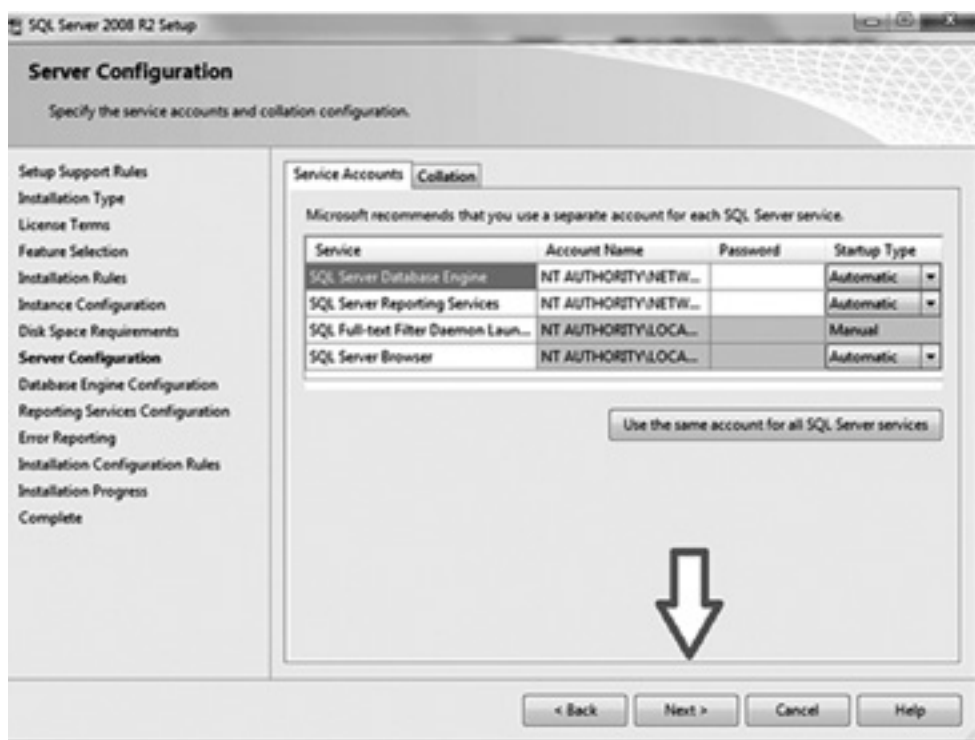 SQL Server 2008 R2 Setup
Server Configuration
Specify the service accounts and collation configuration.
Setup Support Rules
Installation Type
License Terms
Feature Selection
Installation Rules
Instance Configuration
Disk Space Requirements
Server Configuration
Database Engine Configuration
Reporting Services Configuration
Error Reporting
Installation Configuration Rules
Installation Progress
Complete
Service Accounts Collation
Microsoft recommends that you use a separate account for each SQL Server service.
Service Account Name Password Startup Type
SQL Server Database Engine NT AUTHORITY\NETW... Automatic
SQL Server Reporting Services NT AUTHORITY\NETW... Automatic
SQL Full-text Filter Daemon Laun... NT AUTHORITY\LOCA... Manual
SQL Server Browser NT AUTHORITY\LOCA... Automatic
Use the same account for all SQL Server services
< Back Next > Cancel Help